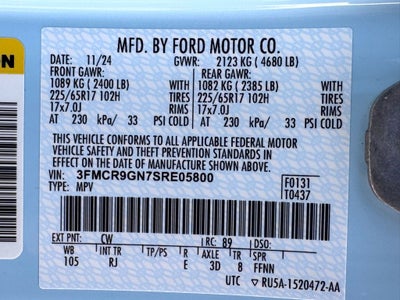 MFD. BY FORD MOTOR CO.
DATE: 11/24 GVWR: 2123 KG (4680 LB)
FRONT GAWR: REAR GAWR:
1089 KG (2400 LB) 1082 KG (2385 LB)
225/65R17 102H TIRES 225/65R17 102H TIRES
17x7.0J RIMS 17x7.0J RIMS
AT 230 kPa/ 33 PSI COLD AT 230 kPa/ 33 PSI COLD
THIS VEHICLE CONFORMS TO ALL APPLICABLE FEDERAL MOTOR
VEHICLE SAFETY AND THEFT PREVENTION STANDARDS IN
EFFECT ON THE DATE OF MANUFACTURE SHOWN ABOVE.
VIN: 3FMCR9GN7SRE05800
TYPE: MPV
F0131
T0437
EXT PNT: CW RC: 89 DSO:
WB INT TR TP/PS R AXLE TR SPR
105 RJ E 3D 8 FFNN
UTC ▽ RU5A-1520472-AA
ON